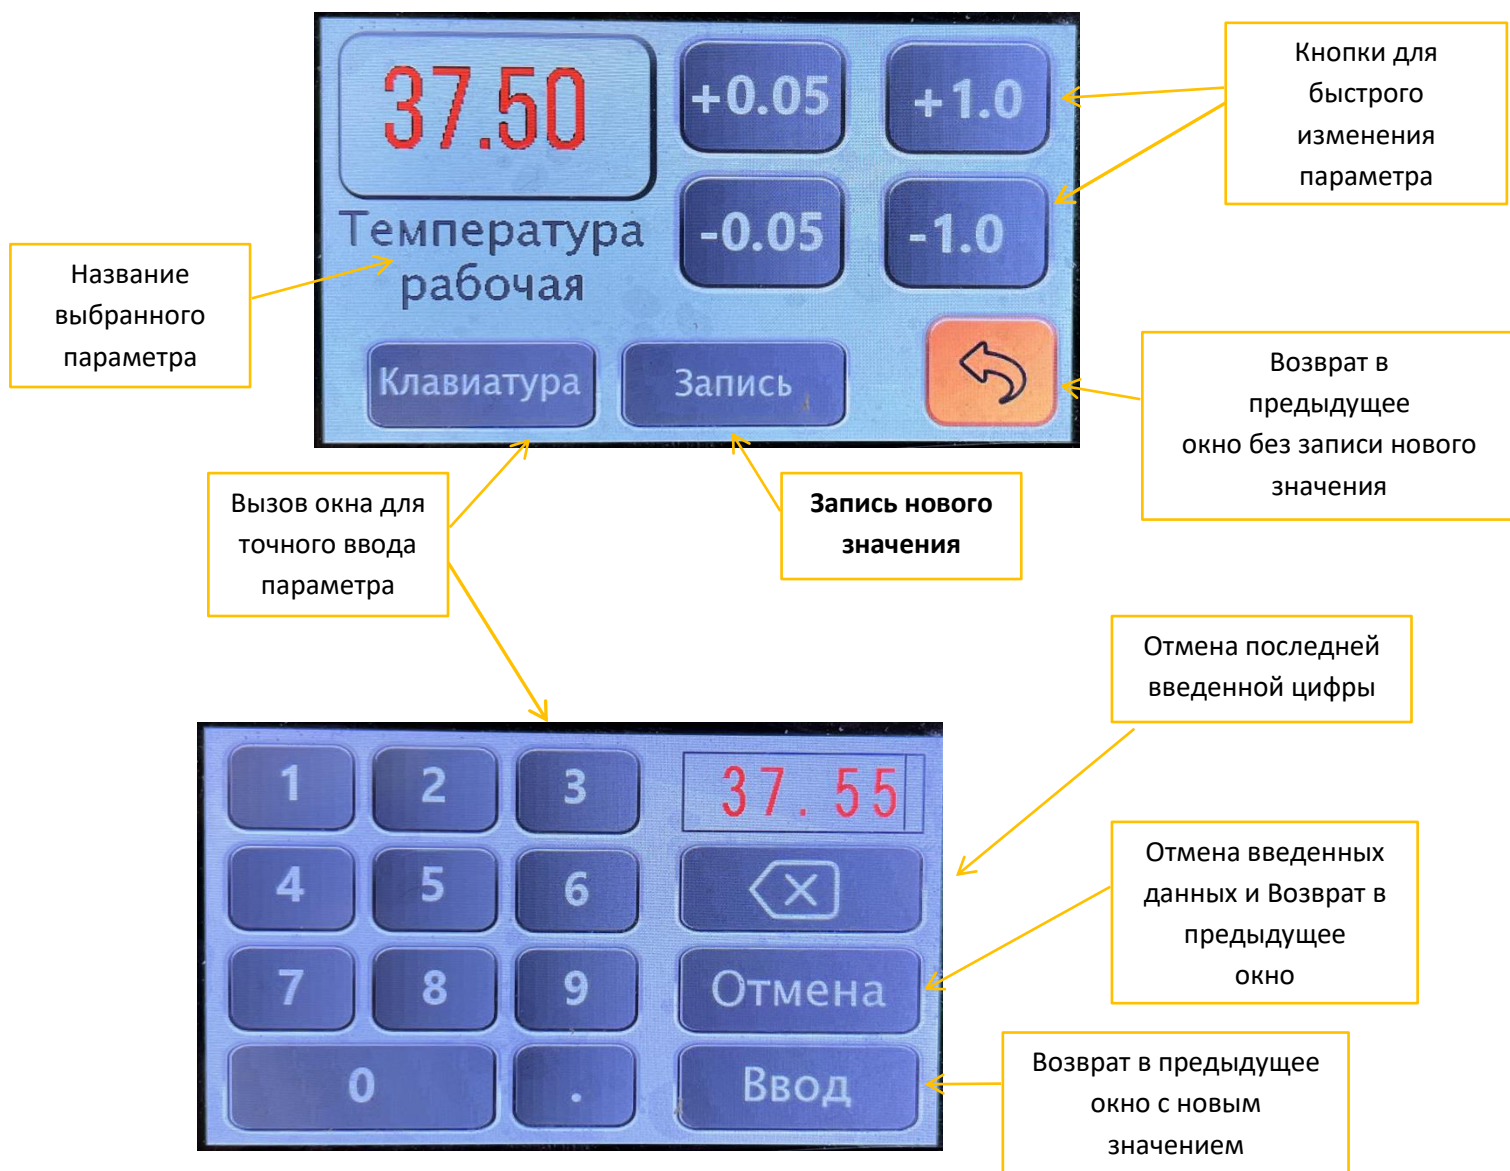 37.50
+0.05
+1.0
-0.05
-1.0
Температура
рабочая
Клавиатура
Запись
Кнопки для
быстрого
изменения
параметра
Название
выбранного
параметра
Возврат в
предыдущее
окно без записи нового
значения
Вызов окна для
точного ввода
параметра
Запись нового
значения
Отмена последней
введенной цифры
1
2
3
37.55
4
5
6
7
8
9
Отмена
0
.
Ввод
Отмена введенных
данных и Возврат в
предыдущее
окно
Возврат в предыдущее
окно с новым
значением